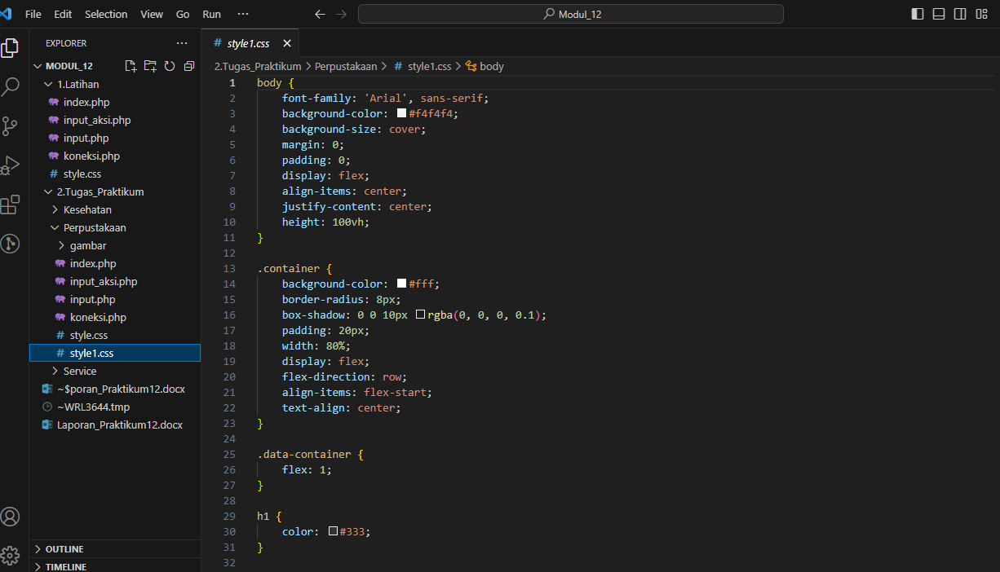 File Edit Selection View Go Run ··· Modul_12
EXPLORER ···
MODUL_12
1.Latihan
index.php
input_aksi.php
input.php
koneksi.php
# style.css
2.Tugas_Praktikum
Kesehatan
Perpustakaan
gambar
index.php
input_aksi.php
input.php
koneksi.php
# style.css
# style1.css
Service
~$poran_Praktikum12.docx
~WRL3644.tmp
Laporan_Praktikum12.docx
OUTLINE
TIMELINE
# style1.css ×
2.Tugas_Praktikum > Perpustakaan > # style1.css > body
1 body {
2     font-family: 'Arial', sans-serif;
3     background-color: #f4f4f4;
4     background-size: cover;
5     margin: 0;
6     padding: 0;
7     display: flex;
8     align-items: center;
9     justify-content: center;
10     height: 100vh;
11 }
12
13 .container {
14     background-color: #fff;
15     border-radius: 8px;
16     box-shadow: 0 0 10px rgba(0, 0, 0, 0.1);
17     padding: 20px;
18     width: 80%;
19     display: flex;
20     flex-direction: row;
21     align-items: flex-start;
22     text-align: center;
23 }
24
25 .data-container {
26     flex: 1;
27 }
28
29 h1 {
30     color: #333;
31 }
32